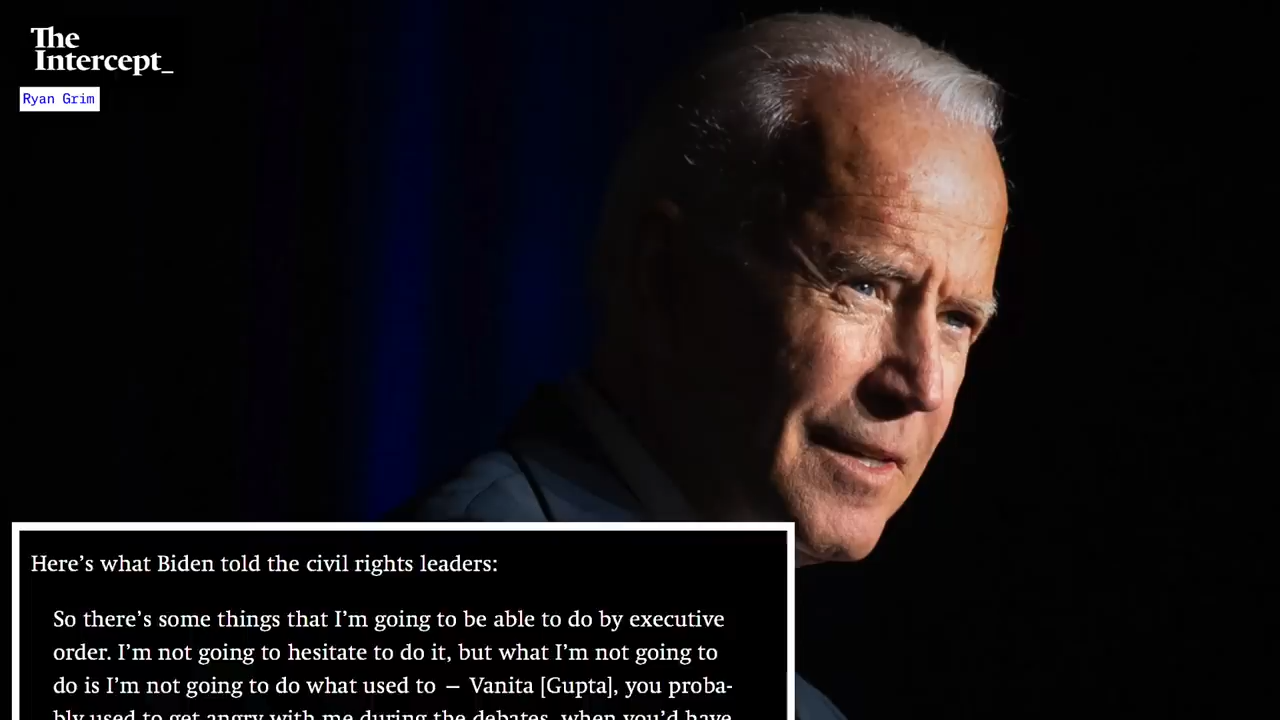 The
Intercept_
Ryan Grim
Here’s what Biden told the civil rights leaders:
So there’s some things that I’m going to be able to do by executive
order. I’m not going to hesitate to do it, but what I’m not going to
do is I’m not going to do what used to – Vanita [Gupta], you proba-
bly used to get angry with me during the debates, when you’d have